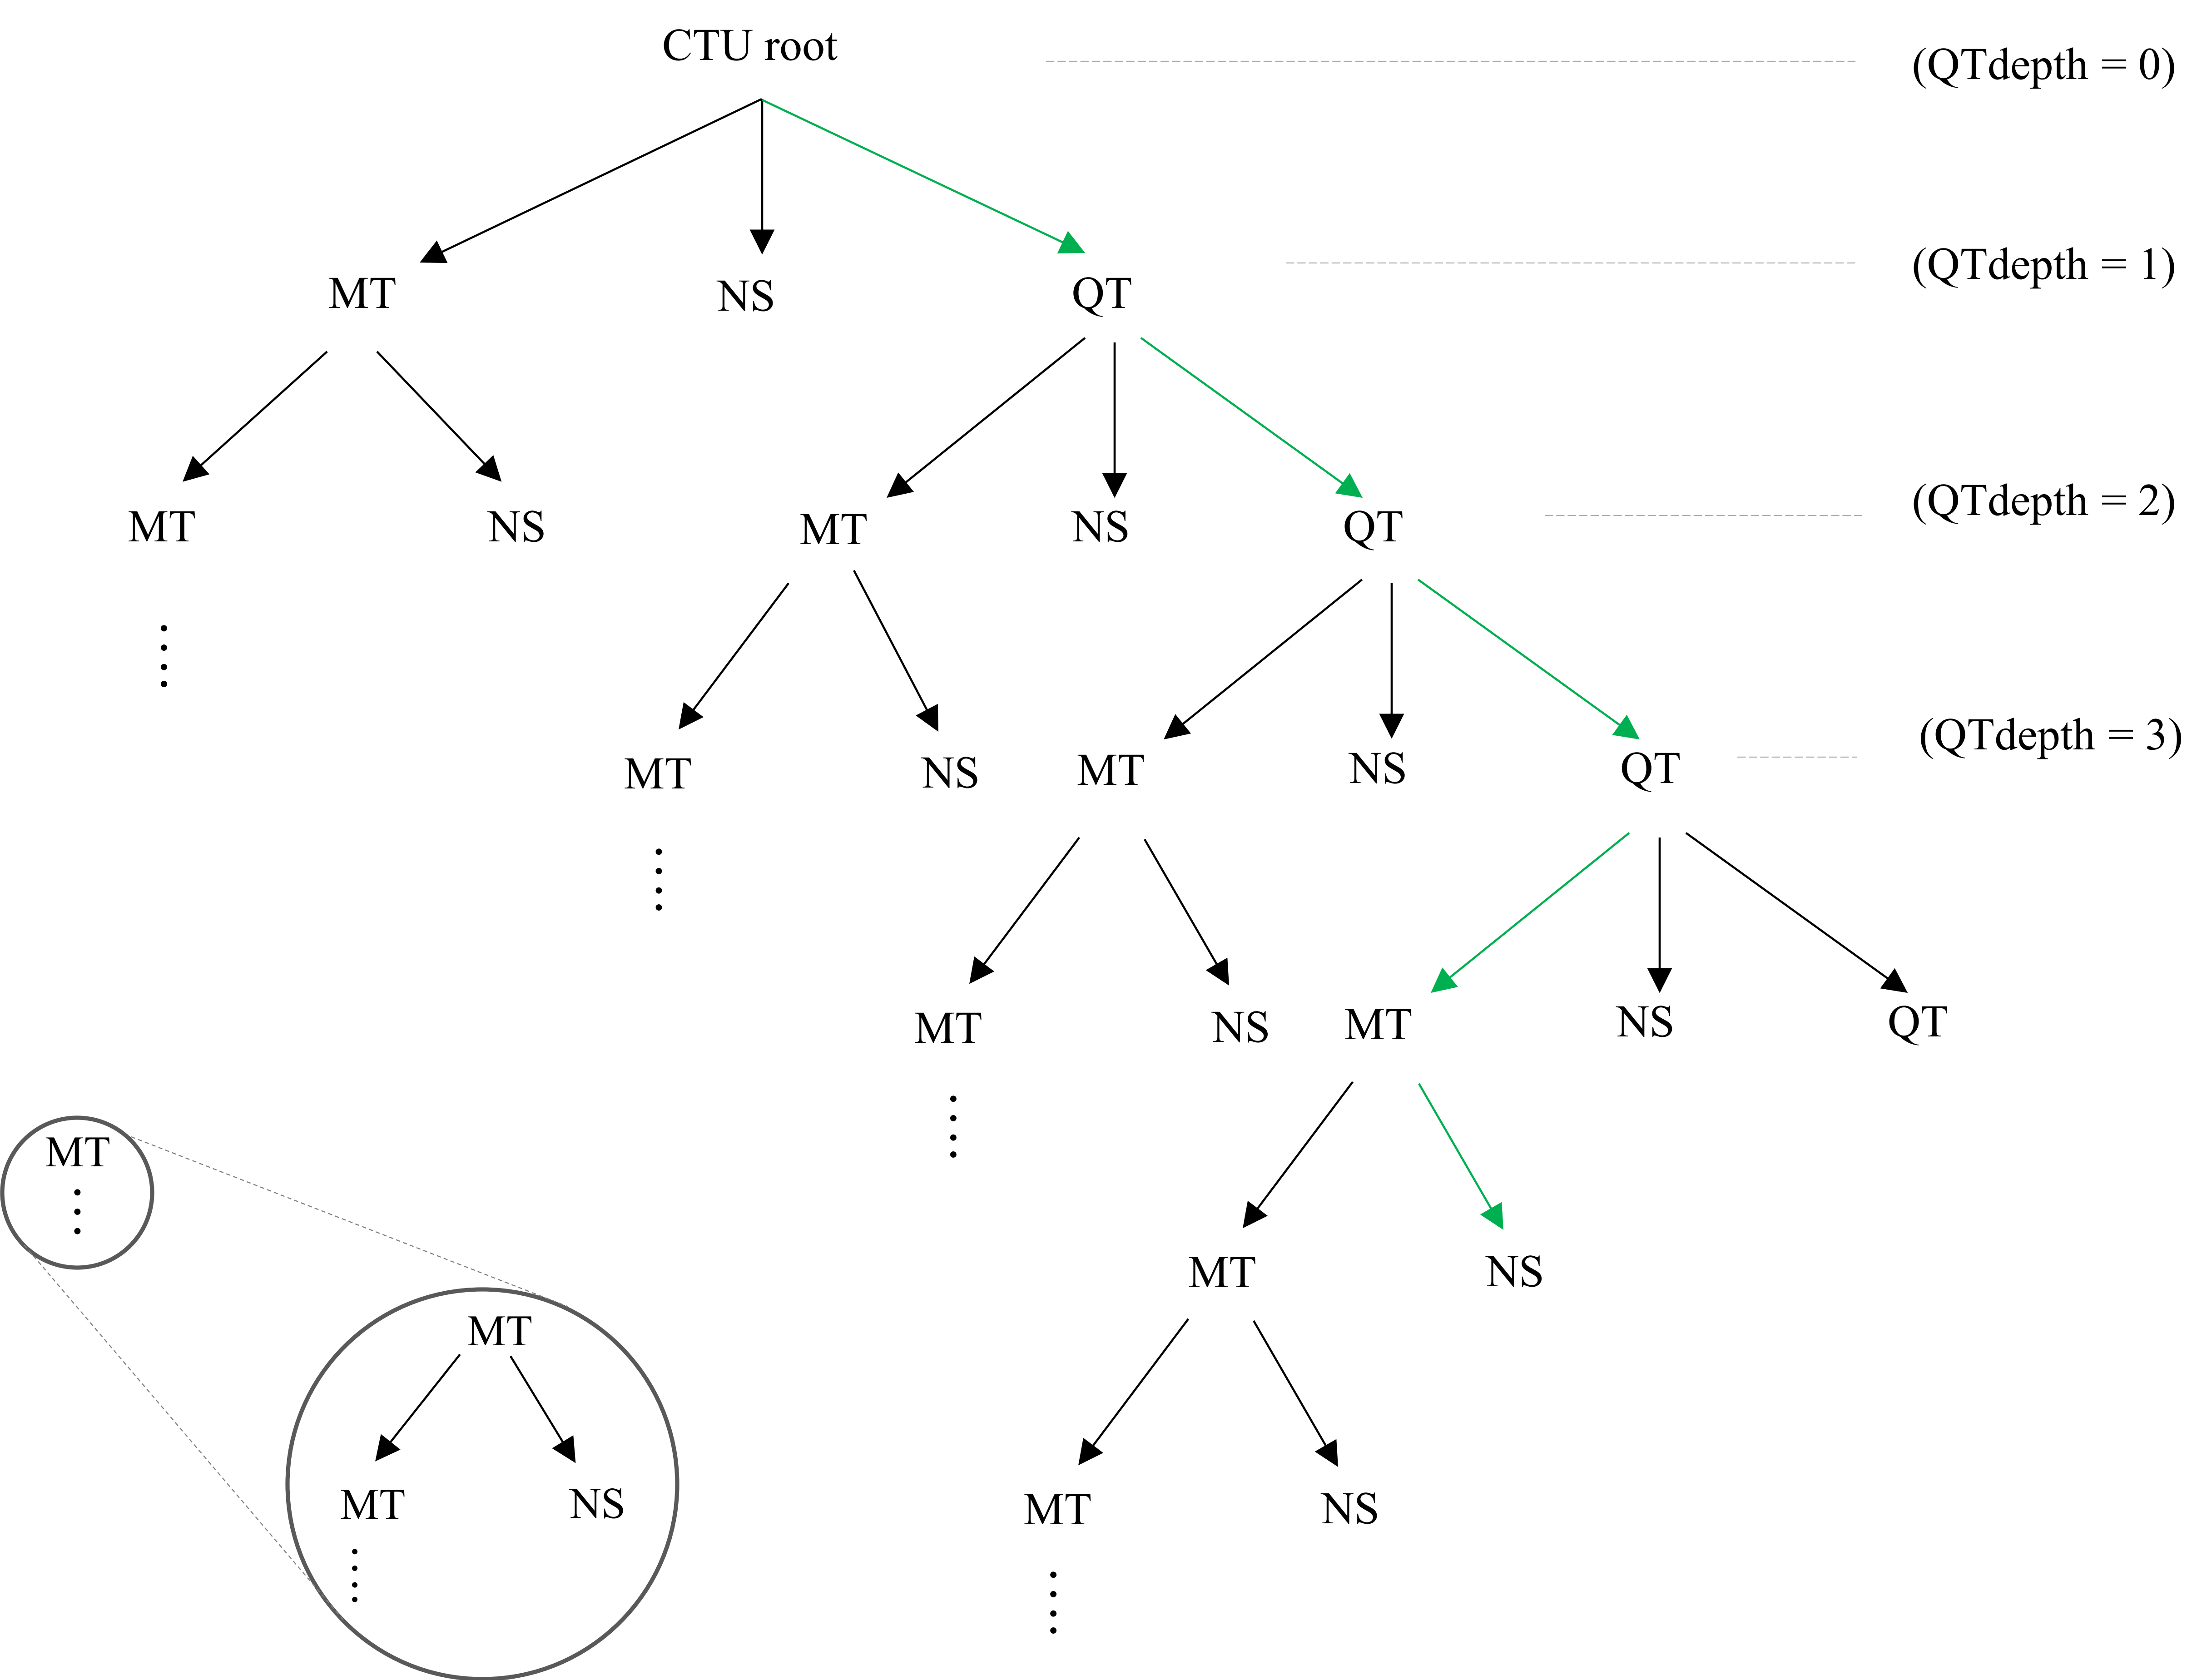 CTU root
(QTdepth = 0)
MT
NS
QT
(QTdepth = 1)
MT
NS
MT
NS
QT
(QTdepth = 2)
MT
NS
MT
NS
QT
(QTdepth = 3)
MT
NS
MT
NS
QT
MT
MT
NS
MT
MT
NS
MT
NS